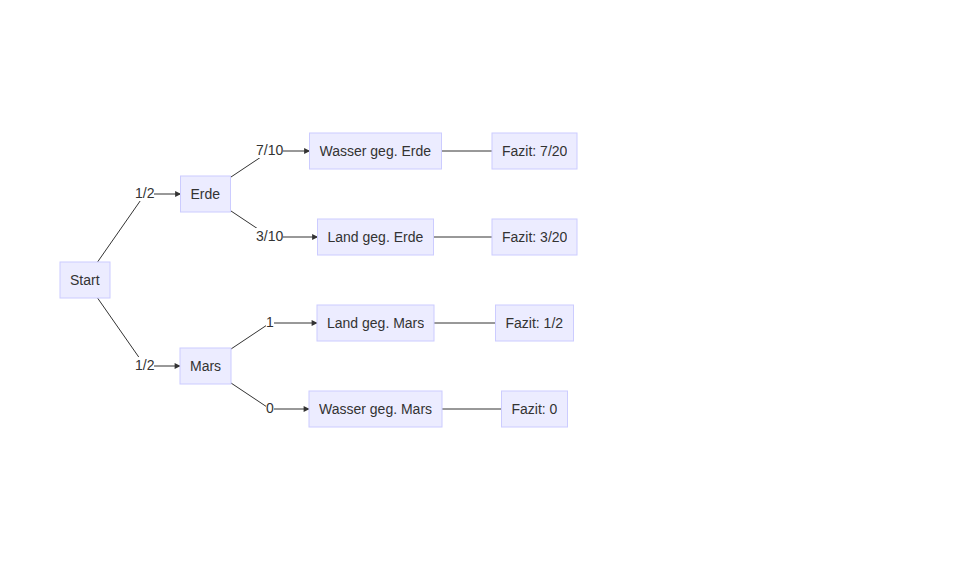 7/10
Wasser geg. Erde
Fazit: 7/20
1/2
Erde
3/10
Land geg. Erde
Fazit: 3/20
Start
1
Land geg. Mars
Fazit: 1/2
1/2
Mars
0
Wasser geg. Mars
Fazit: 0